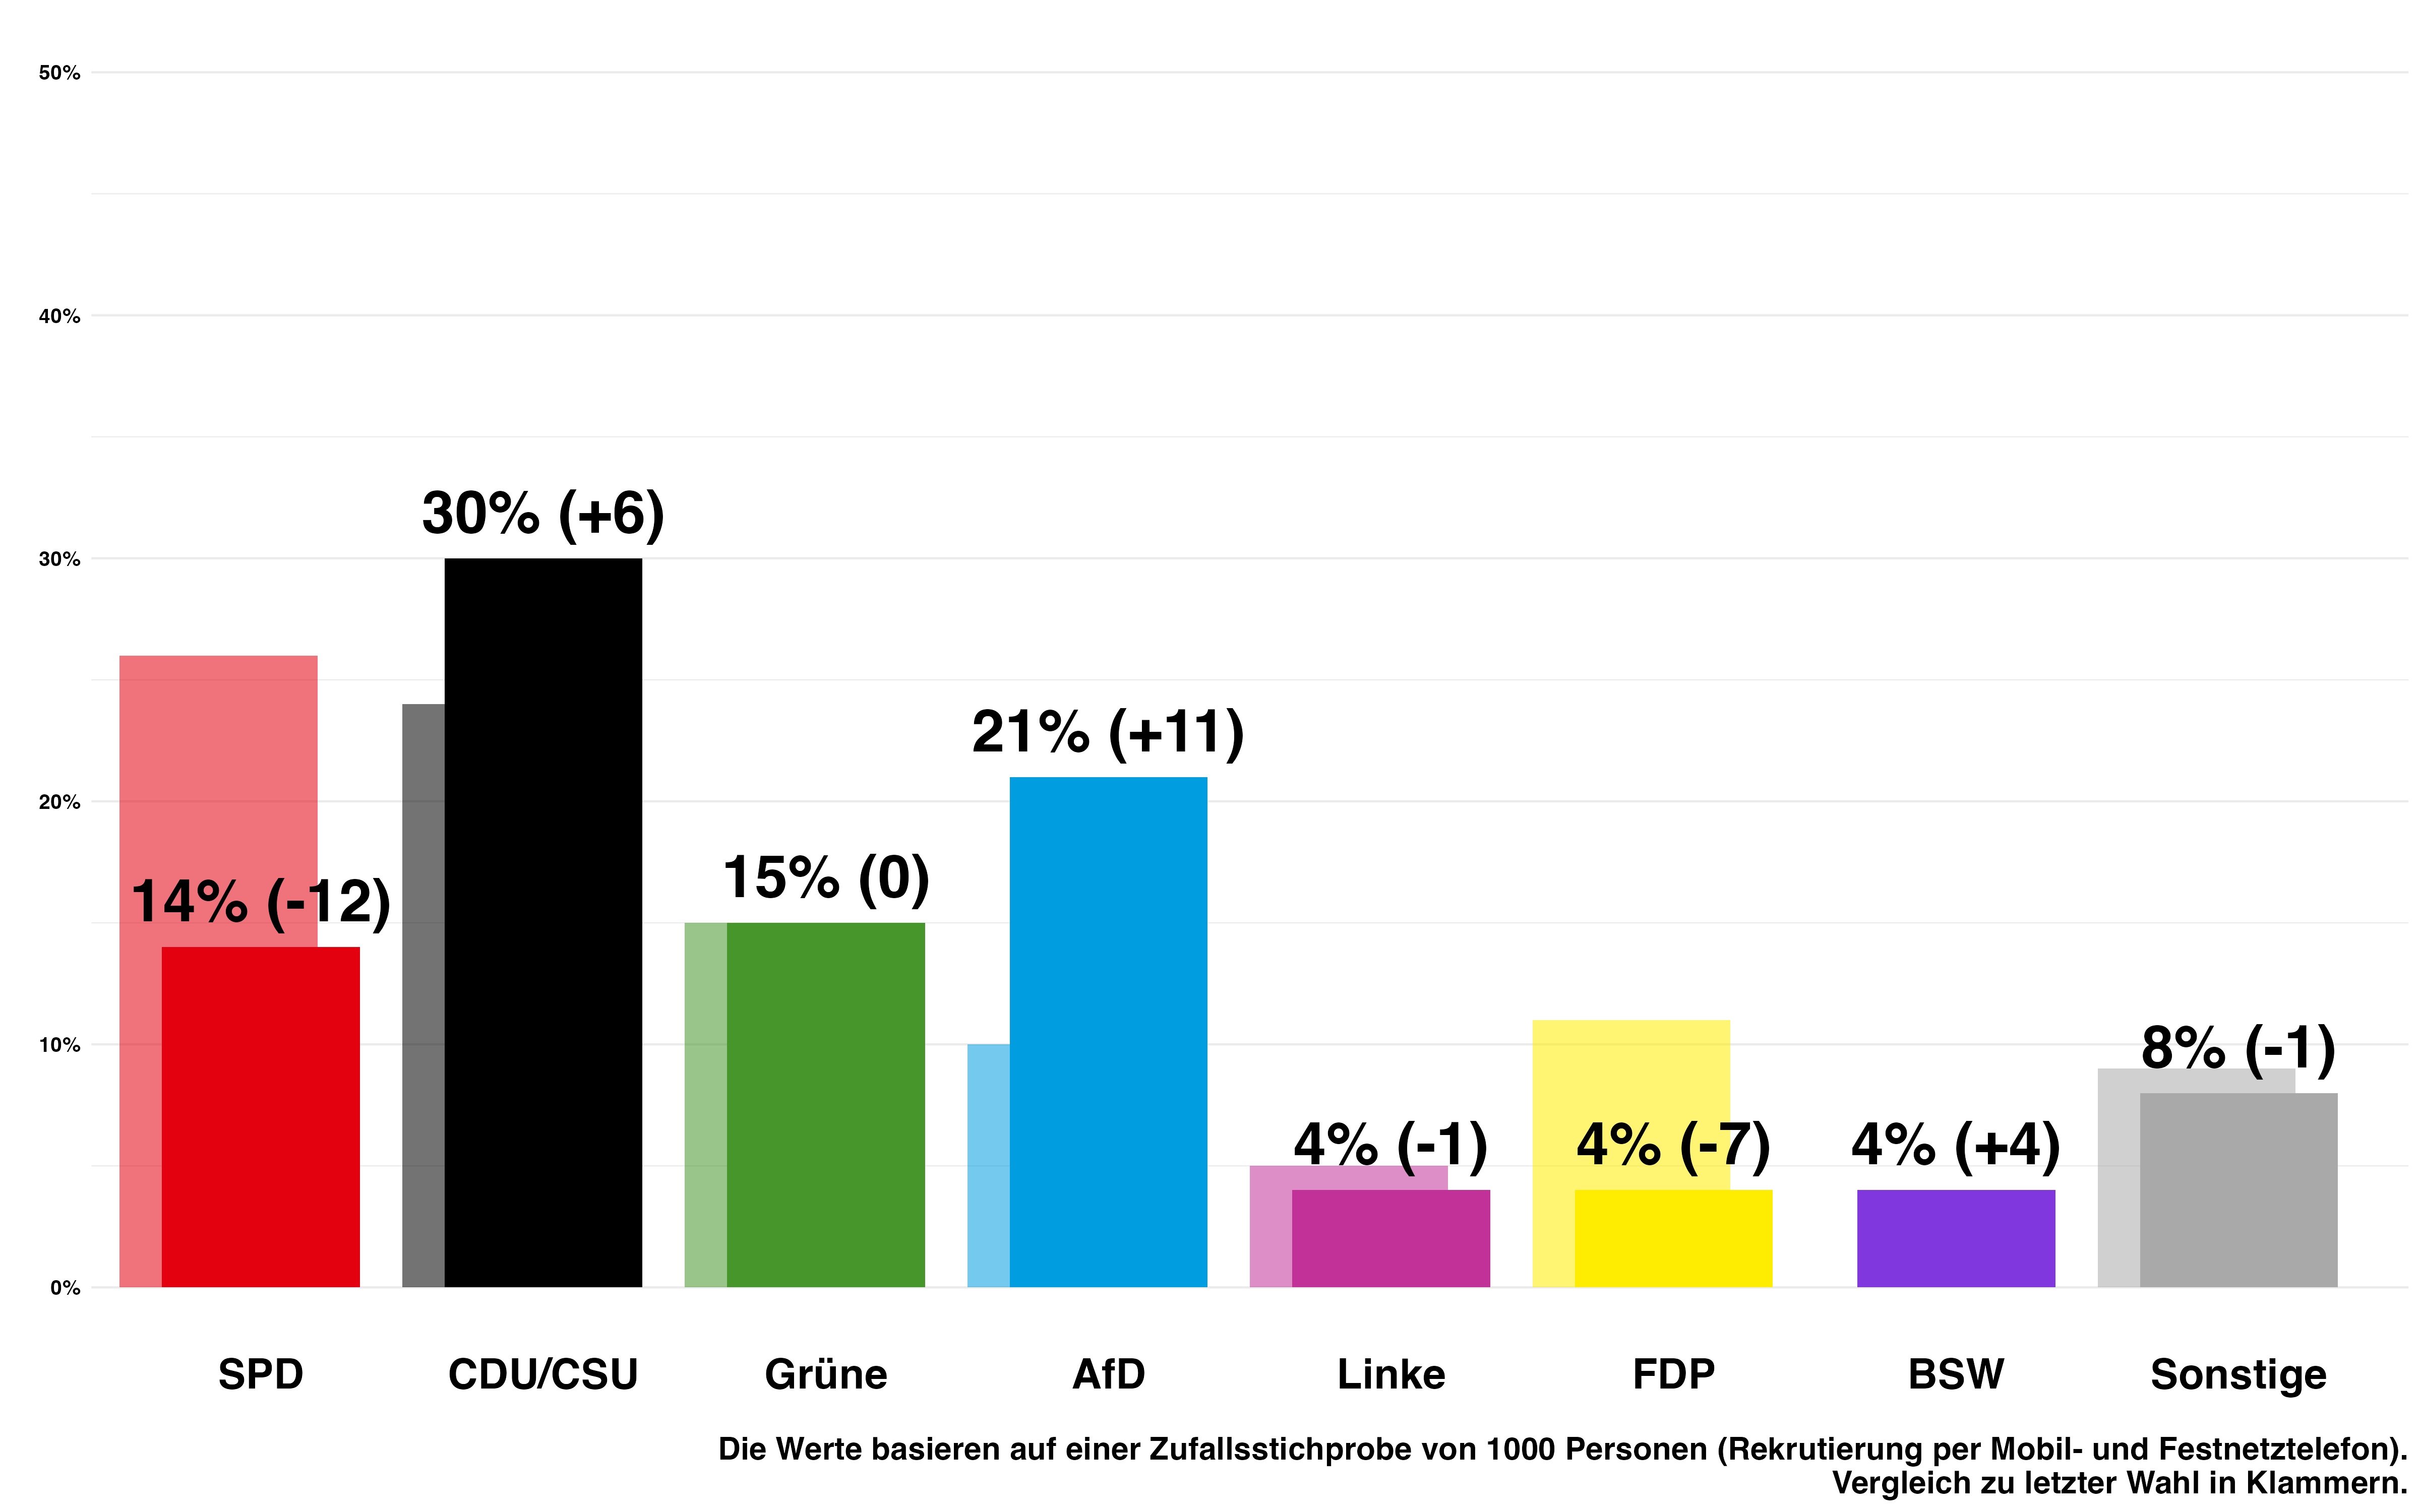 50%
40%
30%
20%
10%
0%
14% (-12)
30% (+6)
15% (0)
21% (+11)
4% (-1)
4% (-7)
4% (+4)
8% (-1)
SPD
CDU/CSU
Grüne
AfD
Linke
FDP
BSW
Sonstige
Die Werte basieren auf einer Zufallsstichprobe von 1000 Personen (Rekrutierung per Mobil- und Festnetztelefon).
Vergleich zu letzter Wahl in Klammern.